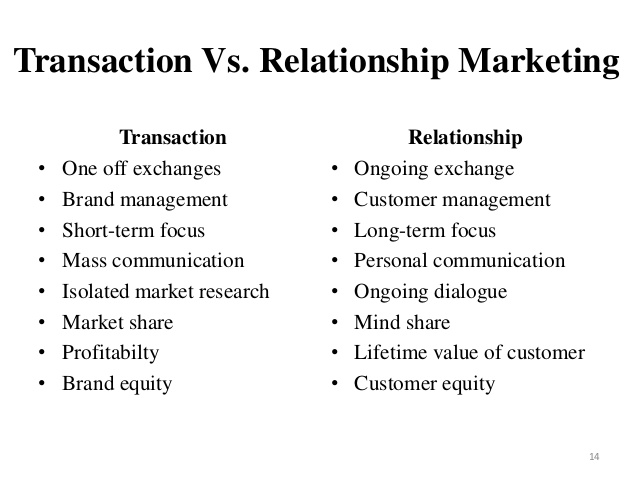 Transaction Vs. Relationship Marketing
Transaction
• One off exchanges
• Brand management
• Short-term focus
• Mass communication
• Isolated market research
• Market share
• Profitabilty
• Brand equity
Relationship
• Ongoing exchange
• Customer management
• Long-term focus
• Personal communication
• Ongoing dialogue
• Mind share
• Lifetime value of customer
• Customer equity
14